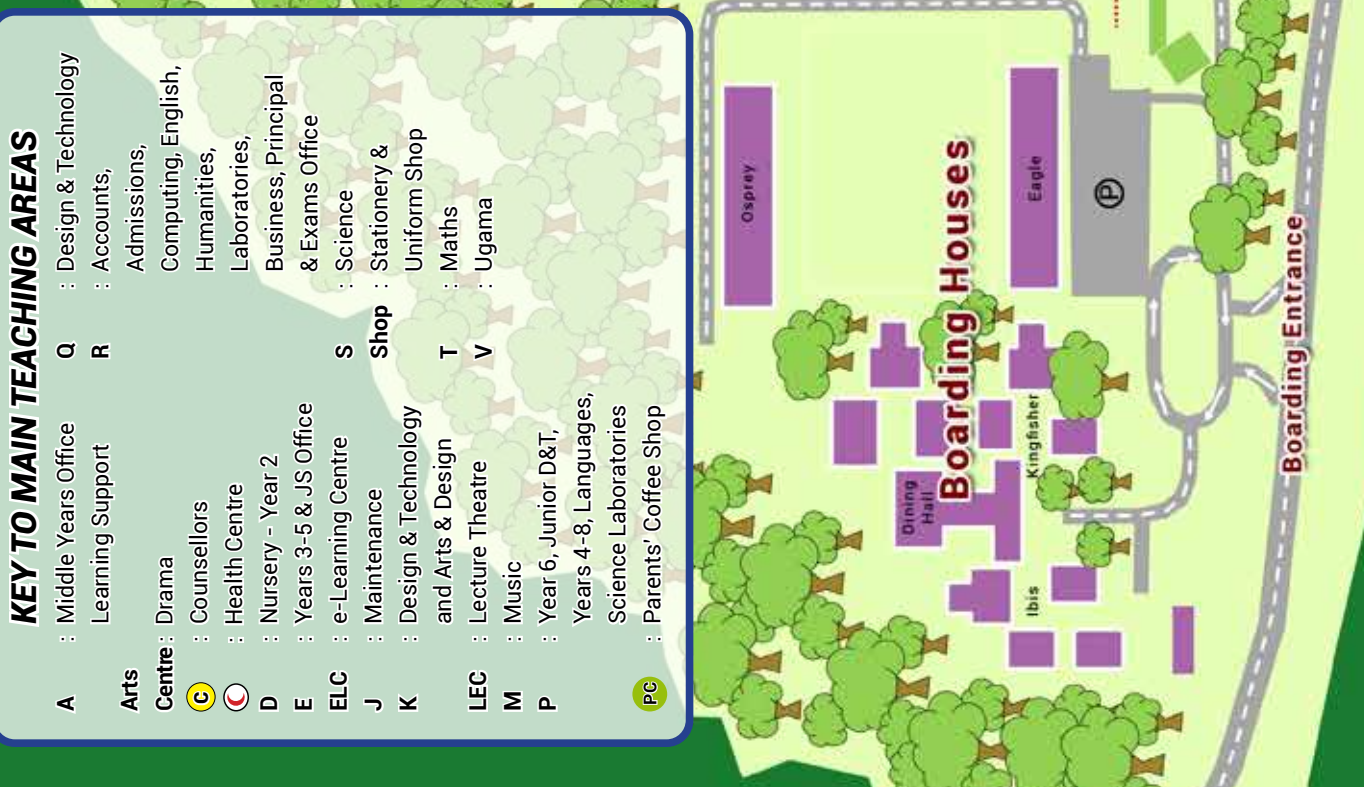 KEY TO MAIN TEACHING AREAS
A : Middle Years Office
Learning Support
Arts
Centre : Drama
C : Counsellors
: Health Centre
D : Nursery - Year 2
E : Years 3-5 & JS Office
ELC : e-Learning Centre
J : Maintenance
K : Design & Technology
and Arts & Design
LEC : Lecture Theatre
M : Music
P : Year 6, Junior D&T,
Years 4-8, Languages,
Science Laboratories
PC : Parents' Coffee Shop
Q : Design & Technology
R : Accounts,
Admissions,
Computing, English,
Humanities,
Laboratories,
Business, Principal
& Exams Office
S : Science
Shop : Stationery &
Uniform Shop
T : Maths
V : Ugama
Osprey
Boarding Houses
Eagle
P
Dining
Hall
Kingfisher
Ibis
Boarding Entrance